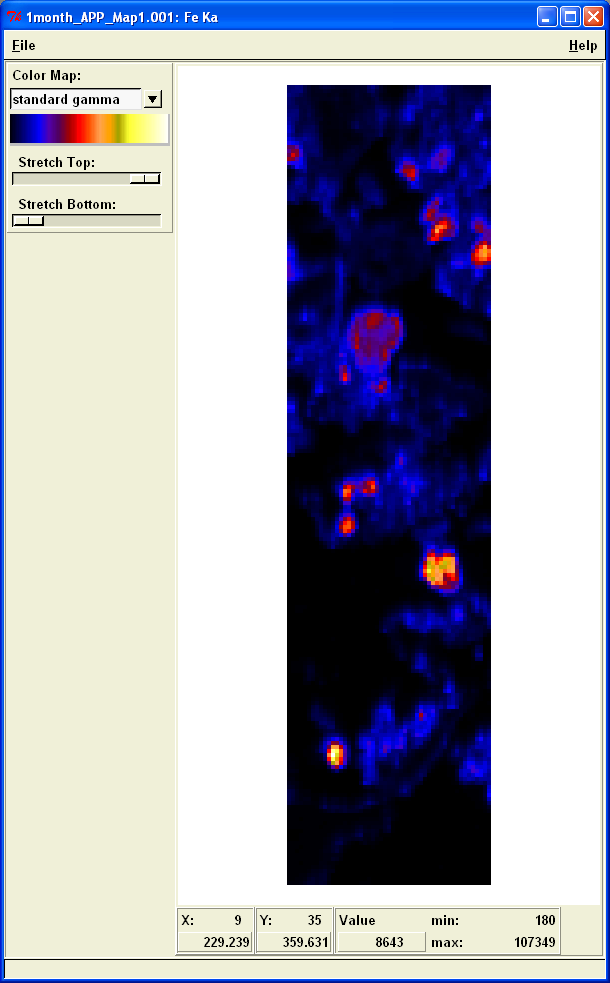 1month_APP_Map1.001: Fe Ka
File Help
Color Map:
standard gamma
Stretch Top:
Stretch Bottom:
X: 9 Y: 35 Value min: 180
229.239 359.631 8643 max: 107349